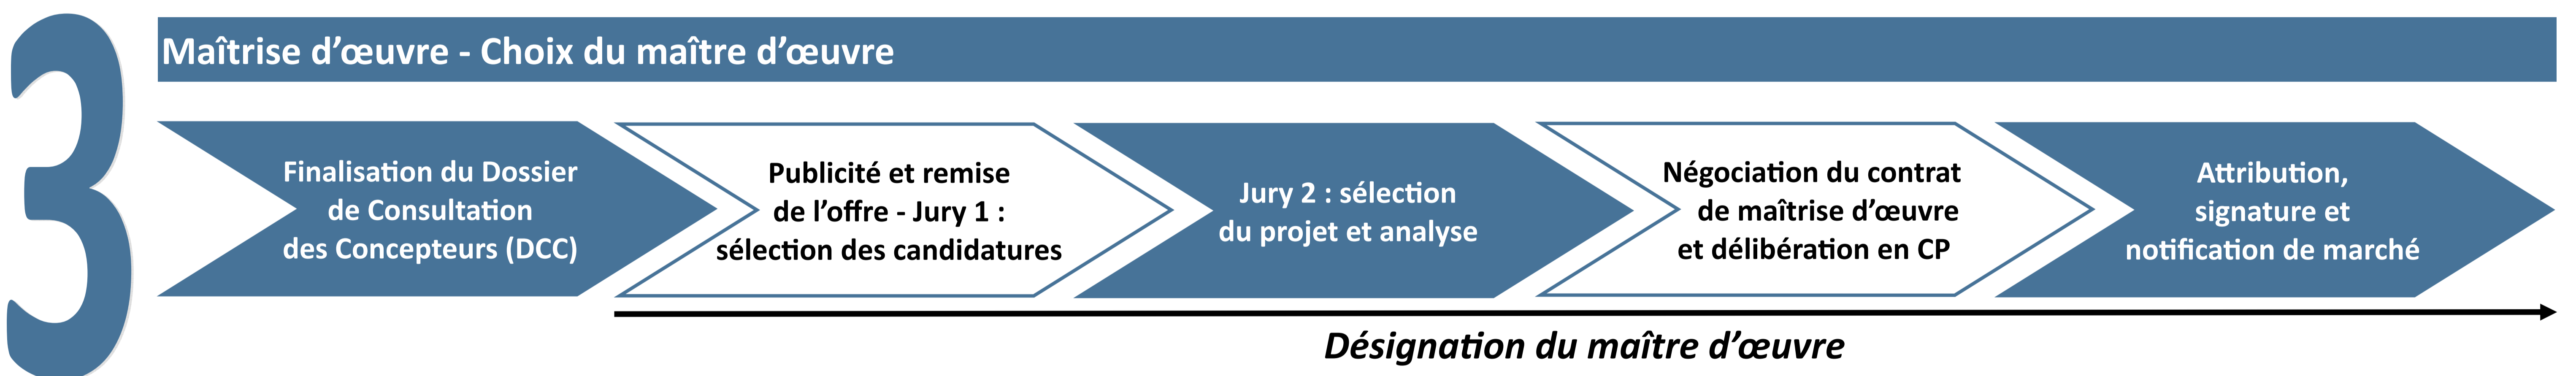 3
Maîtrise d’œuvre - Choix du maître d’œuvre
Finalisation du Dossier
de Consultation
des Concepteurs (DCC)
Publicité et remise
de l’offre - Jury 1 :
sélection des candidatures
Jury 2 : sélection
du projet et analyse
Négociation du contrat
de maîtrise d’œuvre
et délibération en CP
Attribution,
signature et
notification de marché
Désignation du maître d’œuvre